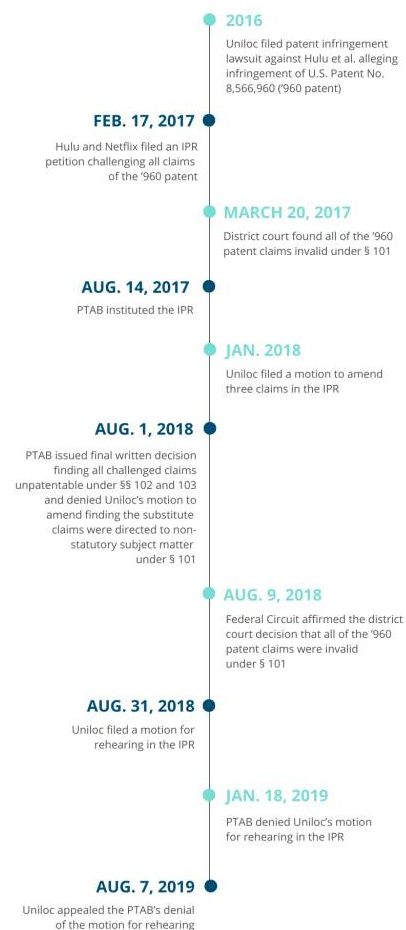 2016
Uniloc filed patent infringement
lawsuit against Hulu et al. alleging
infringement of U.S. Patent No.
8,566,960 ('960 patent)
FEB. 17, 2017
Hulu and Netflix filed an IPR
petition challenging all claims
of the '960 patent
MARCH 20, 2017
District court found all of the '960
patent claims invalid under § 101
AUG. 14, 2017
PTAB instituted the IPR
JAN. 2018
Uniloc filed a motion to amend
three claims in the IPR
AUG. 1, 2018
PTAB issued final written decision
finding all challenged claims
unpatentable under §§ 102 and 103
and denied Uniloc's motion to
amend finding the substitute
claims were directed to non-
statutory subject matter
under § 101
AUG. 9, 2018
Federal Circuit affirmed the district
court decision that all of the '960
patent claims were invalid
under § 101
AUG. 31, 2018
Uniloc filed a motion for
rehearing in the IPR
JAN. 18, 2019
PTAB denied Uniloc's motion
for rehearing in the IPR
AUG. 7, 2019
Uniloc appealed the PTAB's denial
of the motion for rehearing